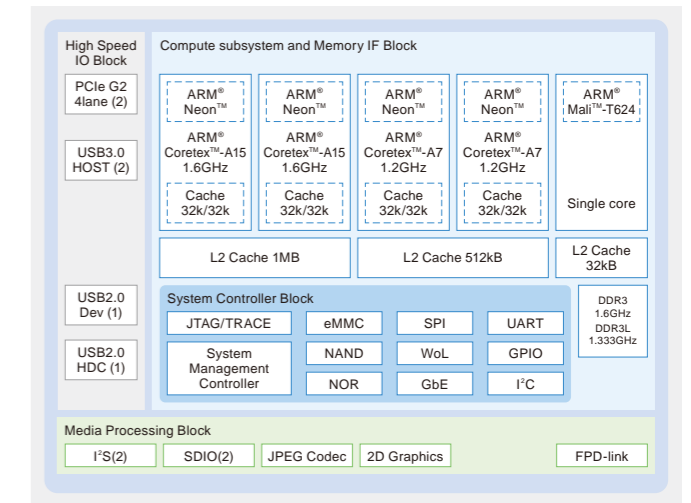 High Speed
IO Block
PCIe G2
4lane (2)
USB3.0
HOST (2)
USB2.0
Dev (1)
USB2.0
HDC (1)
Compute subsystem and Memory IF Block
ARM®
Neon™
ARM®
Coretex™-A15
1.6GHz
Cache
32k/32k
ARM®
Neon™
ARM®
Coretex™-A15
1.6GHz
Cache
32k/32k
ARM®
Neon™
ARM®
Coretex™-A7
1.2GHz
Cache
32k/32k
ARM®
Neon™
ARM®
Coretex™-A7
1.2GHz
Cache
32k/32k
ARM®
Mali™-T624
Single core
L2 Cache 1MB
L2 Cache 512kB
L2 Cache
32kB
System Controller Block
JTAG/TRACE
eMMC
SPI
UART
System
Management
Controller
NAND
WoL
GPIO
NOR
GbE
I²C
DDR3
1.6GHz
DDR3L
1.333GHz
Media Processing Block
I²S(2)
SDIO(2)
JPEG Codec
2D Graphics
FPD-link